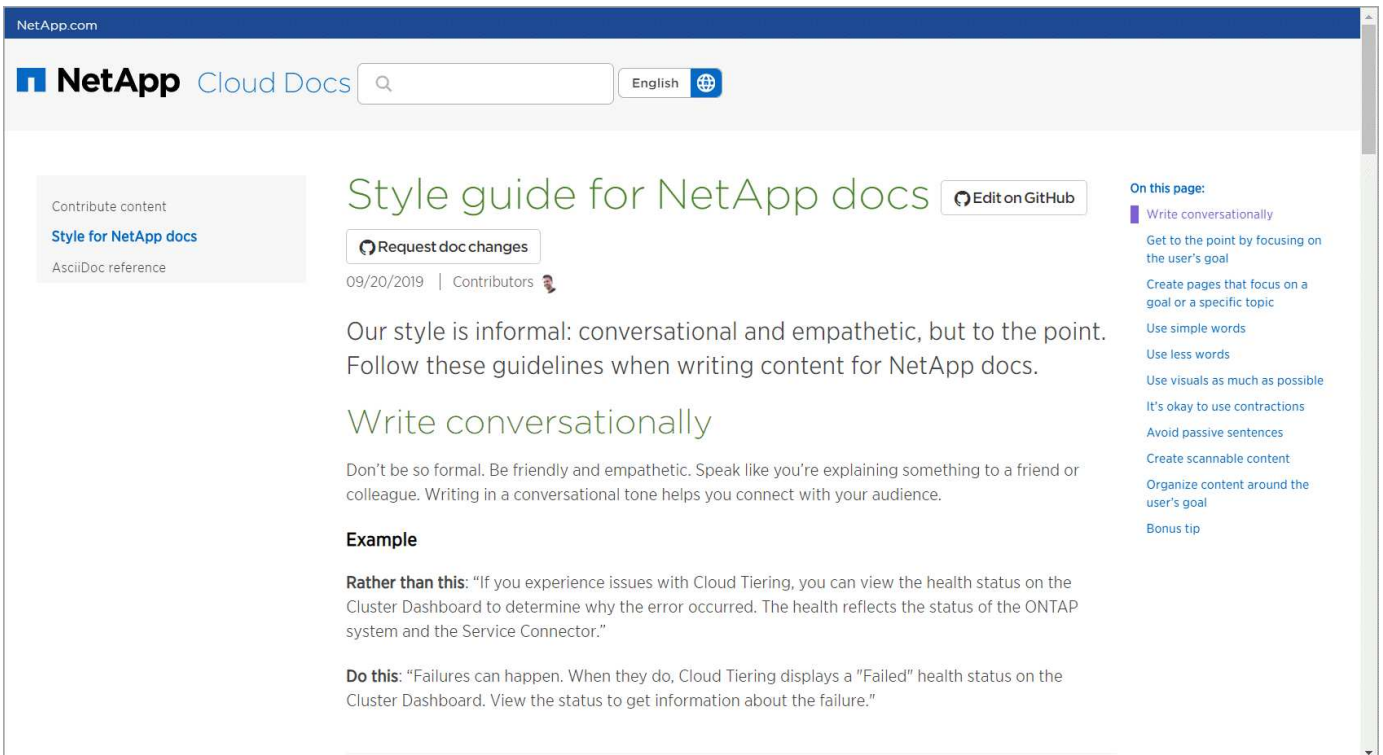 NetApp.com
NetApp Cloud Docs
English
Contribute content
Style for NetApp docs
AsciiDoc reference
Style guide for NetApp docs
Edit on GitHub
Request doc changes
09/20/2019 | Contributors
Our style is informal: conversational and empathetic, but to the point.
Follow these guidelines when writing content for NetApp docs.
Write conversationally
Don't be so formal. Be friendly and empathetic. Speak like you're explaining something to a friend or
colleague. Writing in a conversational tone helps you connect with your audience.
Example
Rather than this: “If you experience issues with Cloud Tiering, you can view the health status on the
Cluster Dashboard to determine why the error occurred. The health reflects the status of the ONTAP
system and the Service Connector.”
Do this: “Failures can happen. When they do, Cloud Tiering displays a "Failed" health status on the
Cluster Dashboard. View the status to get information about the failure."
On this page:
Write conversationally
Get to the point by focusing on
the user's goal
Create pages that focus on a
goal or a specific topic
Use simple words
Use less words
Use visuals as much as possible
It's okay to use contractions
Avoid passive sentences
Create scannable content
Organize content around the
user's goal
Bonus tip